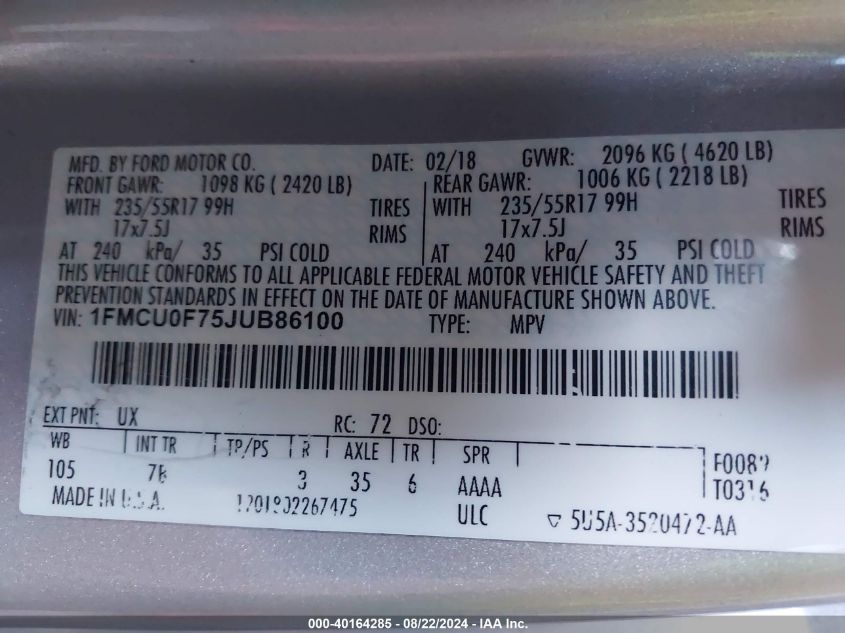 MFD. BY FORD MOTOR CO. DATE: 02/18 GVWR: 2096 KG ( 4620 LB)
FRONT GAWR: 1098 KG ( 2420 LB) REAR GAWR: 1006 KG ( 2218 LB)
WITH 235/55R17 99H TIRES WITH 235/55R17 99H TIRES
17x7.5J RIMS 17x7.5J RIMS
AT 240 kPa/ 35 PSI COLD AT 240 kPa/ 35 PSI COLD
THIS VEHICLE CONFORMS TO ALL APPLICABLE FEDERAL MOTOR VEHICLE SAFETY AND THEFT
PREVENTION STANDARDS IN EFFECT ON THE DATE OF MANUFACTURE SHOWN ABOVE.
VIN: 1FMCU0F75JUB86100 TYPE: MPV
EXT PNT: UX RC: 72 DSO:
WB INT TR TP/PS R AXLE TR SPR
105 3 35 6 AAAA
F0089
T0316
MADE IN U.S.A. ULC 5U5A-3520472-AA
000-40164285 - 08/22/2024 - IAA Inc.